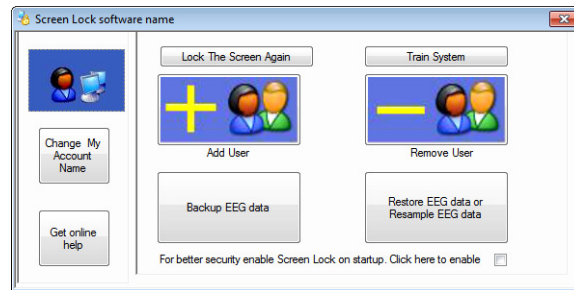 Screen Lock software name
Change My
Account
Name
Get online
help
Lock The Screen Again
Train System
Add User
Remove User
Backup EEG data
Restore EEG data or
Resample EEG data
For better security enable Screen Lock on startup. Click here to enable